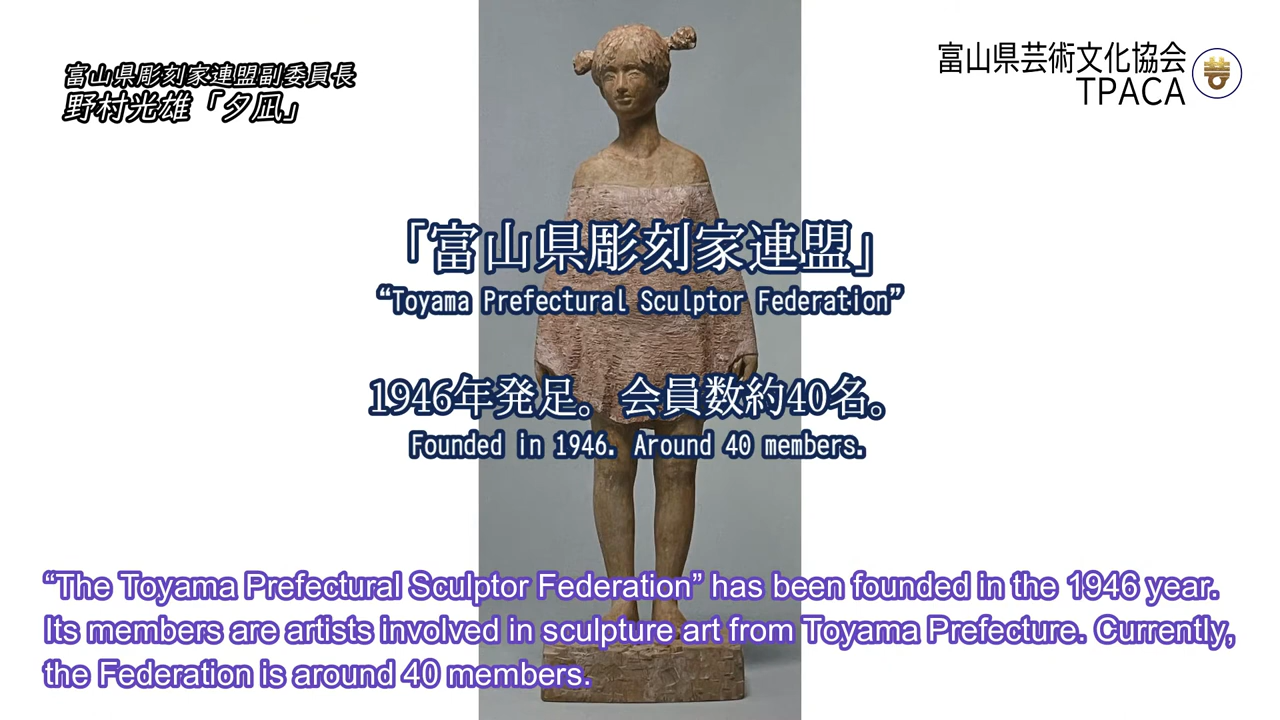 富山県彫刻家連盟副委員長
野村光雄「夕凪」
富山県芸術文化協会
TPACA
「富山県彫刻家連盟」
“Toyama Prefectural Sculptor Federation”
1946年発足。会員数約40名。
Founded in 1946. Around 40 members.
“The Toyama Prefectural Sculptor Federation” has been founded in the 1946 year.
Its members are artists involved in sculpture art from Toyama Prefecture. Currently,
the Federation is around 40 members.